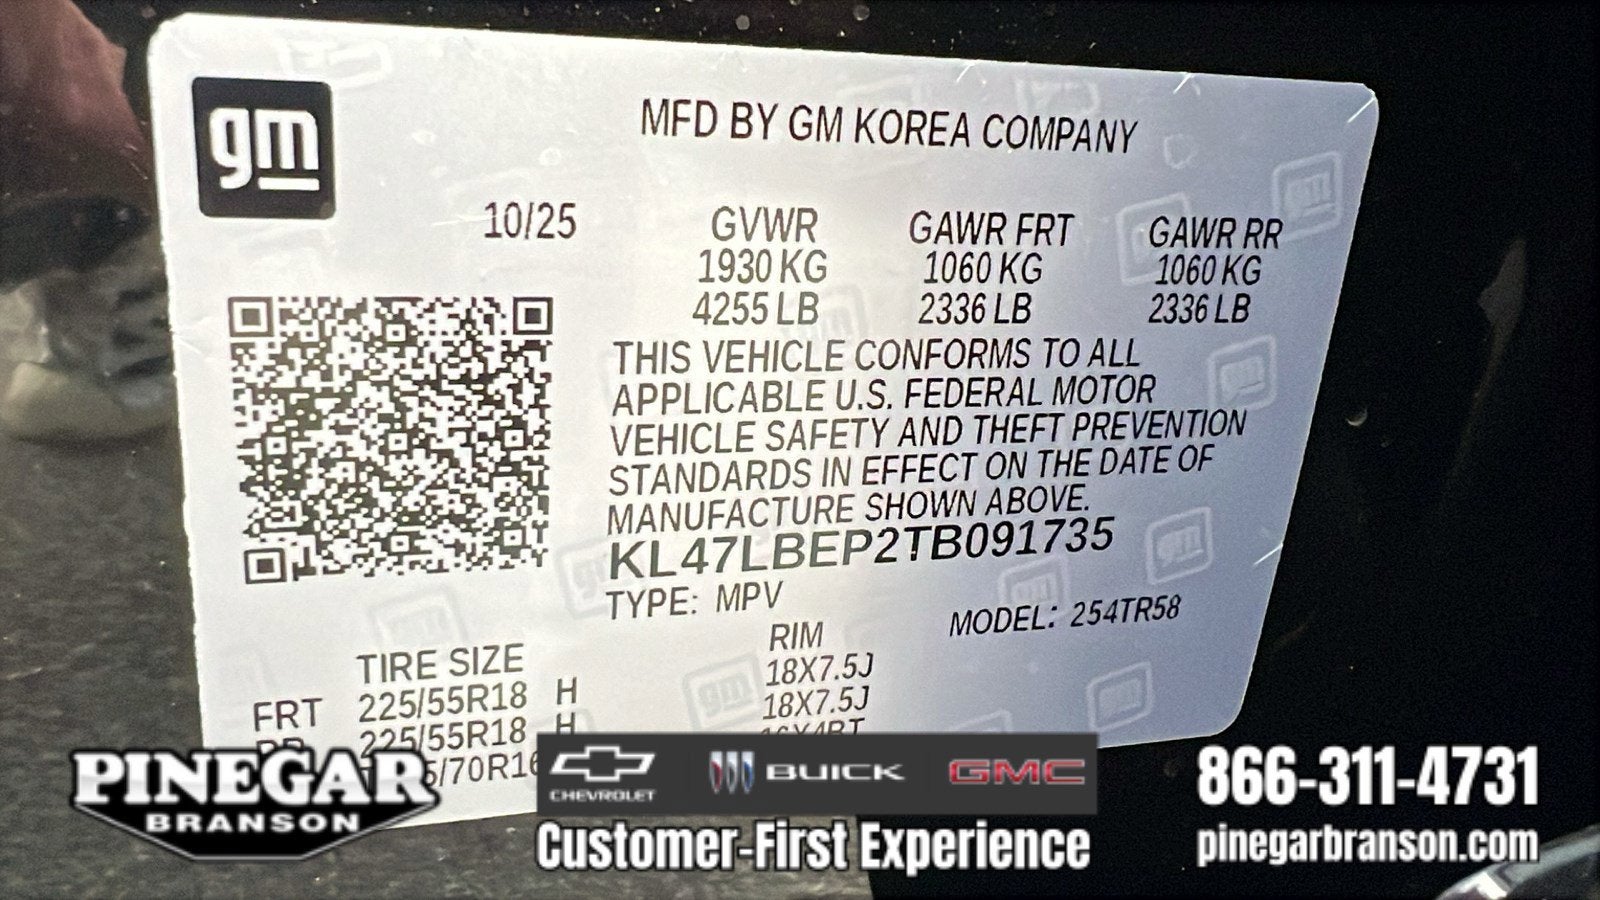 gm
MFD BY GM KOREA COMPANY
10/25
GVWR GAWR FRT GAWR RR
1930 KG 1060 KG 1060 KG
4255 LB 2336 LB 2336 LB
THIS VEHICLE CONFORMS TO ALL
APPLICABLE U.S. FEDERAL MOTOR
VEHICLE SAFETY AND THEFT PREVENTION
STANDARDS IN EFFECT ON THE DATE OF
MANUFACTURE SHOWN ABOVE.
KL47LBEP2TB091735
TYPE: MPV MODEL: 254TR58
TIRE SIZE RIM
FRT 225/55R18 H 18X7.5J
225/55R18 H 18X7.5J
PINEGAR
BRANSON
CHEVROLET
BUICK
GMC
Customer-First Experience
866-311-4731
pinegarbranson.com